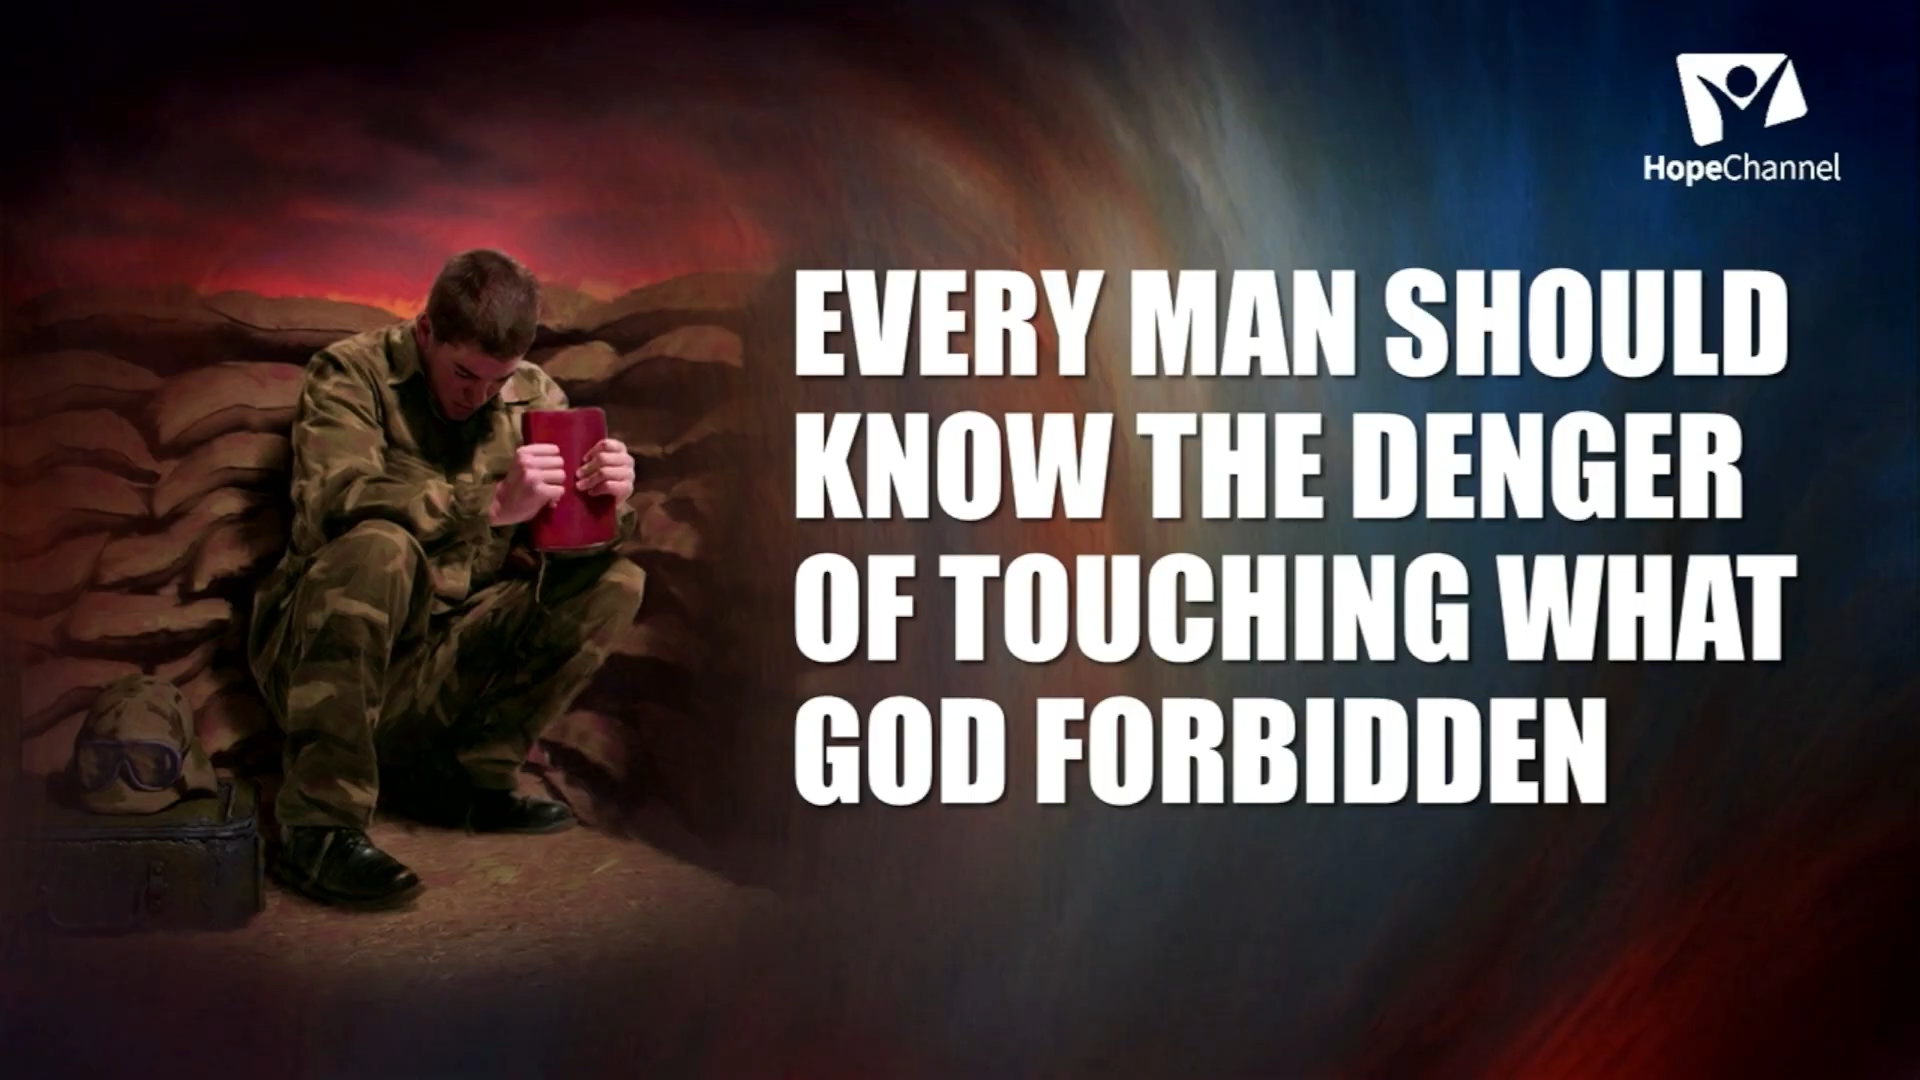 HopeChannel
EVERY MAN SHOULD
KNOW THE DENGER
OF TOUCHING WHAT
GOD FORBIDDEN